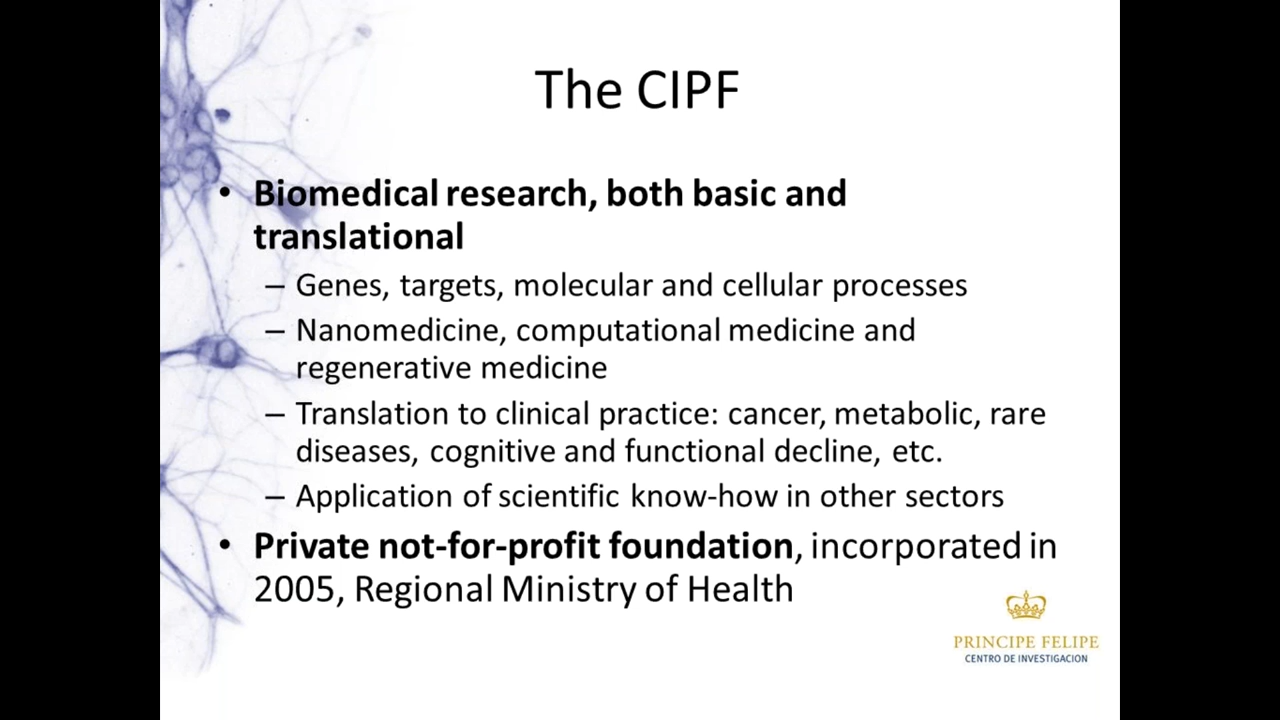 The CIPF
• Biomedical research, both basic and
translational
– Genes, targets, molecular and cellular processes
– Nanomedicine, computational medicine and
regenerative medicine
– Translation to clinical practice: cancer, metabolic, rare
diseases, cognitive and functional decline, etc.
– Application of scientific know-how in other sectors
• Private not-for-profit foundation, incorporated in
2005, Regional Ministry of Health
PRINCIPE FELIPE
CENTRO DE INVESTIGACION